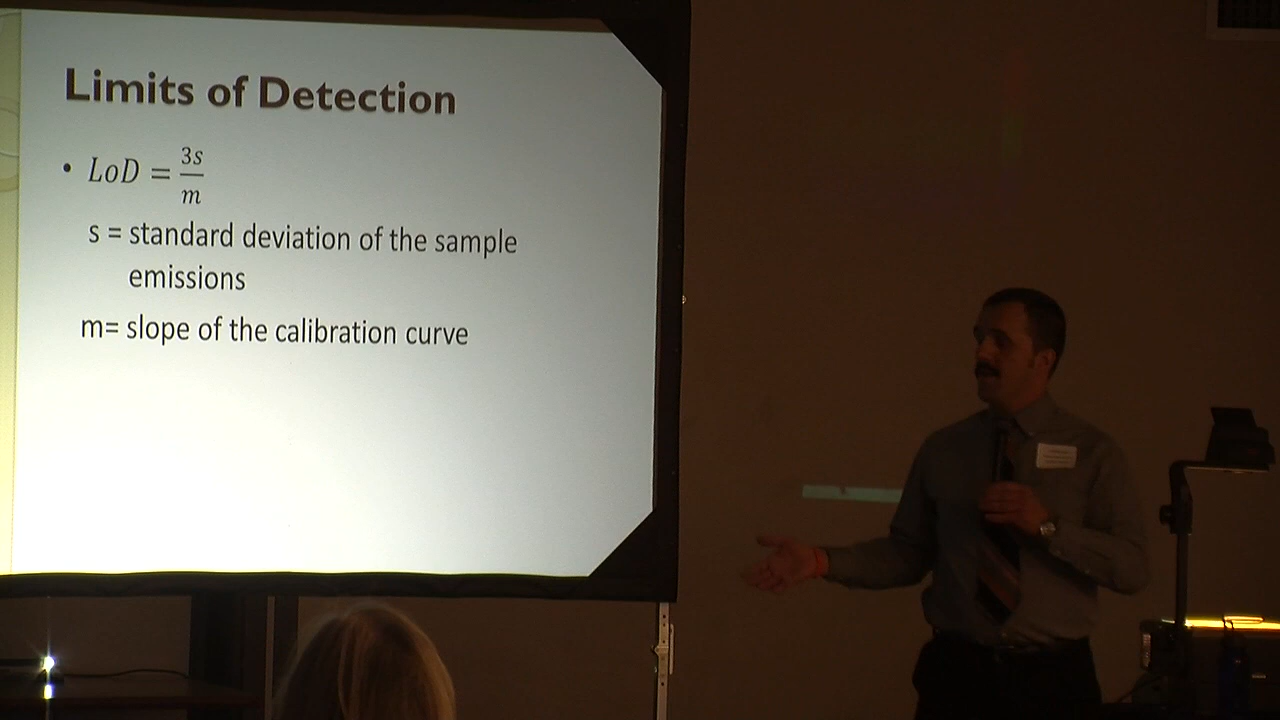 Limits of Detection
• LoD = 3s/m
s = standard deviation of the sample
emissions
m= slope of the calibration curve